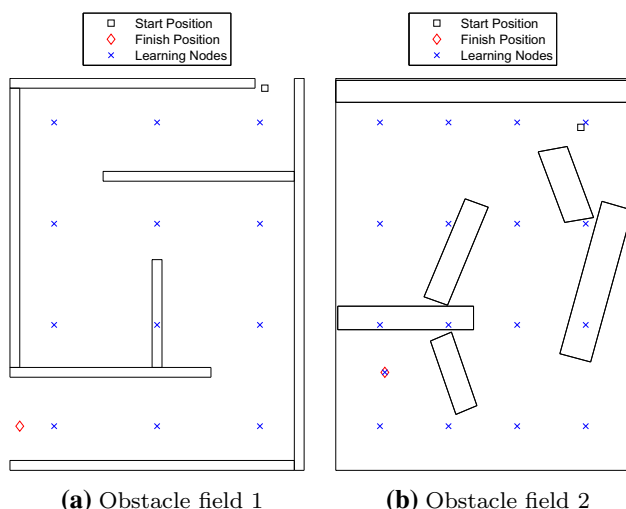 Start Position
Finish Position
Learning Nodes
Start Position
Finish Position
Learning Nodes
(a) Obstacle field 1
(b) Obstacle field 2